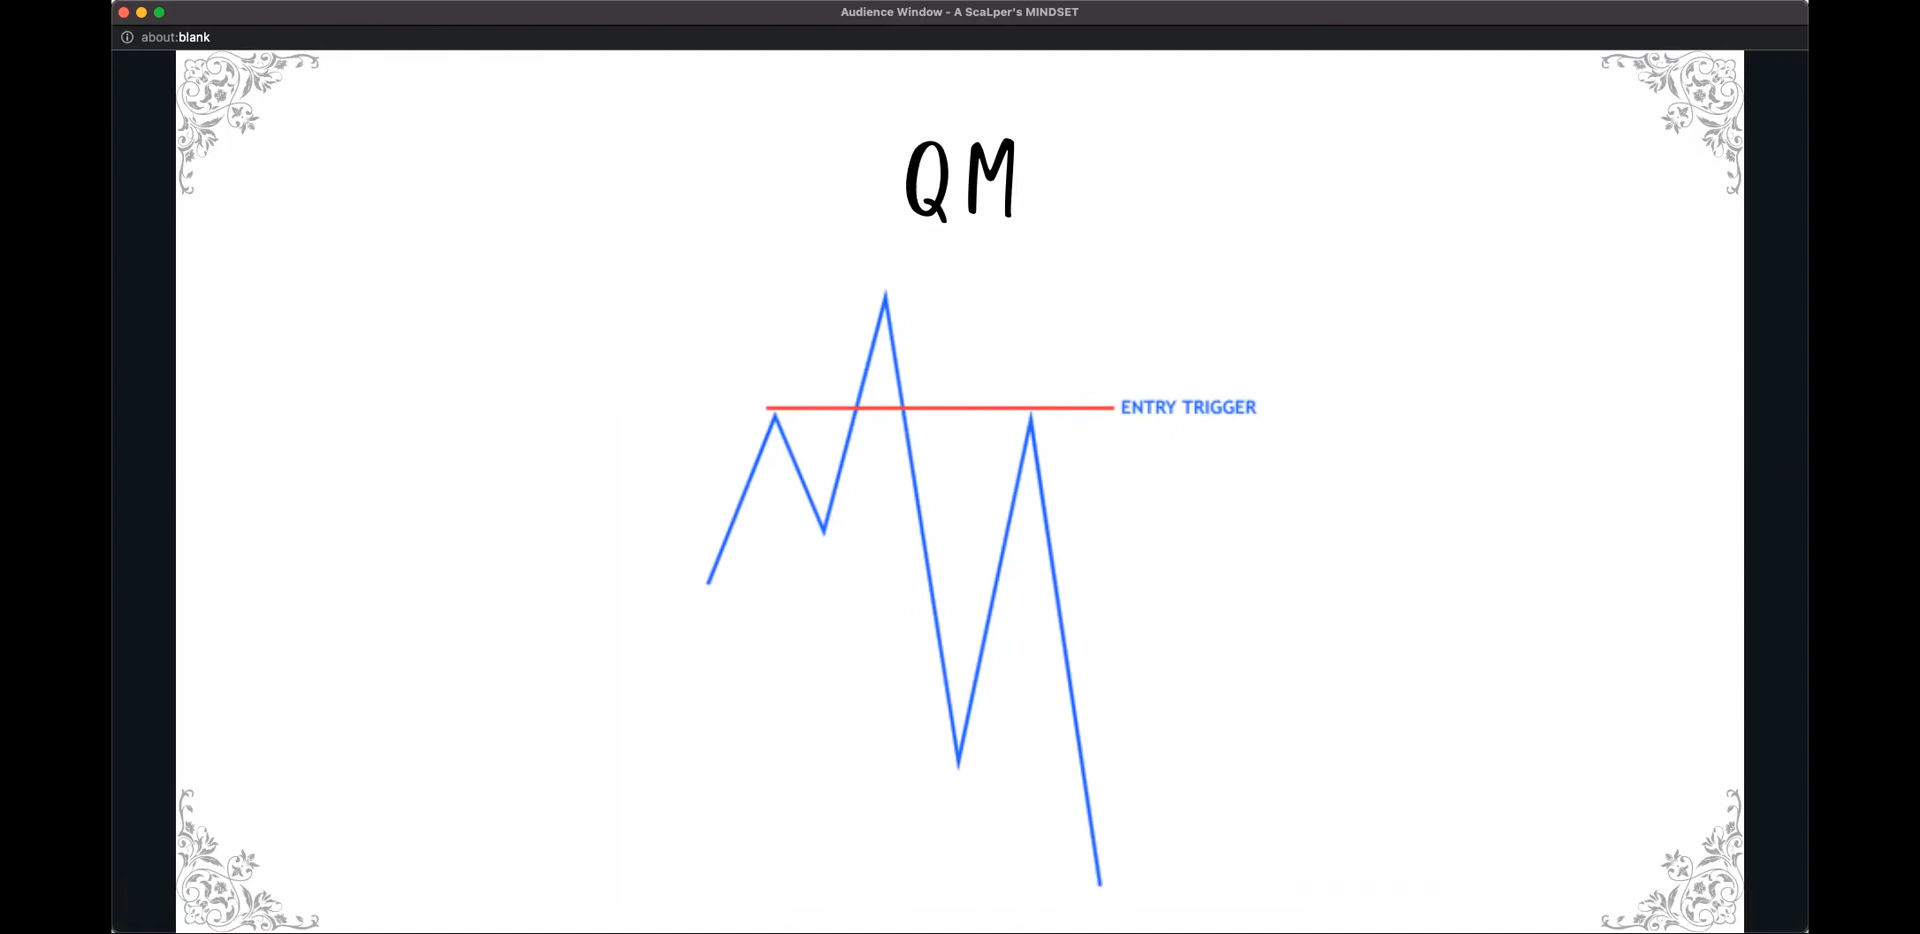 Audience Window - A ScaLper's MINDSET
about:blank
QM
ENTRY TRIGGER